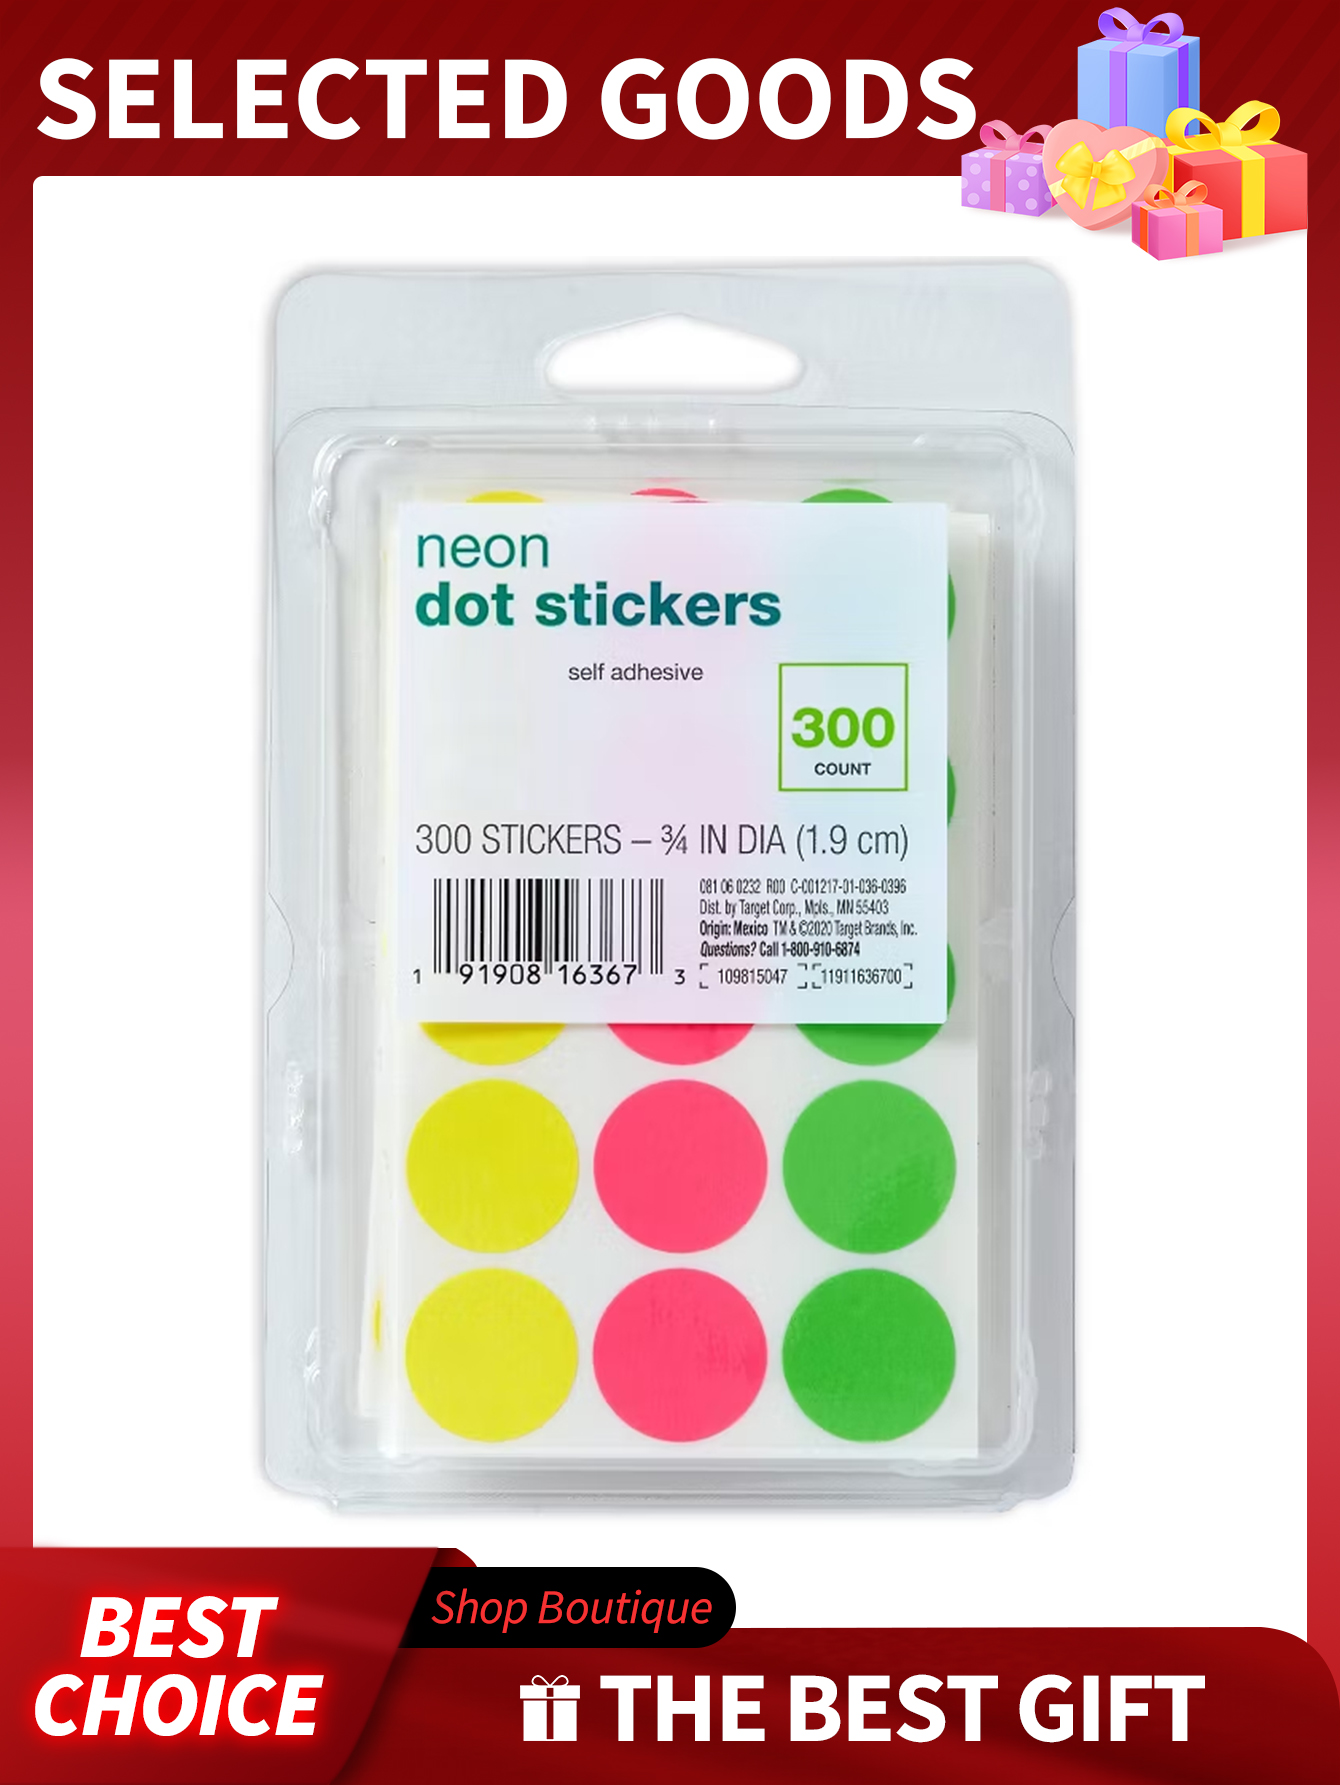 SELECTED GOODS
neon
dot stickers
self adhesive
300
COUNT
300 STICKERS – ¾ IN DIA (1.9 cm)
081 06 0232 R00 C-001217-01-036-0396
Dist. by Target Corp., Mpls., MN 55403
Origin: Mexico TM & ©2020 Target Brands, Inc.
Questions? Call 1-800-910-6874
1 91908 16367 3
109815047 11911636700
BEST
CHOICE
Shop Boutique
THE BEST GIFT